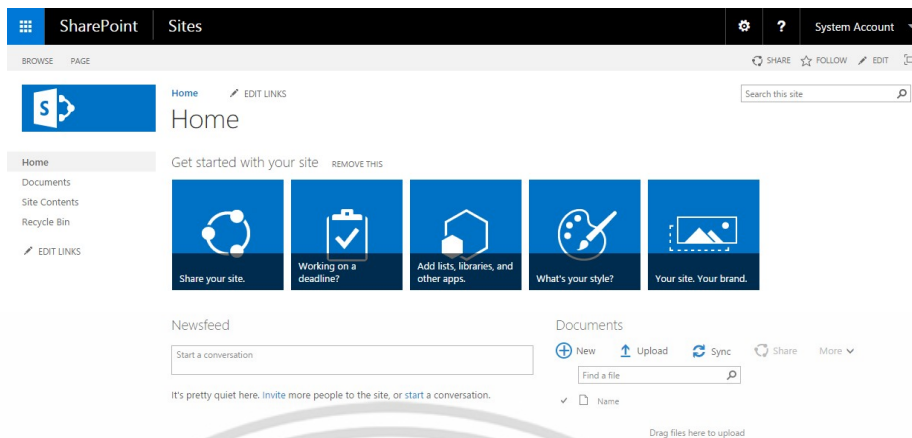 SharePoint Sites ? System Account
BROWSE PAGE SHARE FOLLOW EDIT
S
Home EDIT LINKS
Search this site
Home
Home
Documents
Site Contents
Recycle Bin
EDIT LINKS
Get started with your site REMOVE THIS
Share your site.
Working on a
deadline?
Add lists, libraries, and
other apps.
What's your style?
Your site. Your brand.
Newsfeed
Start a conversation
It's pretty quiet here. Invite more people to the site, or start a conversation.
Documents
New Upload Sync Share More
Find a file
Name
Drag files here to upload